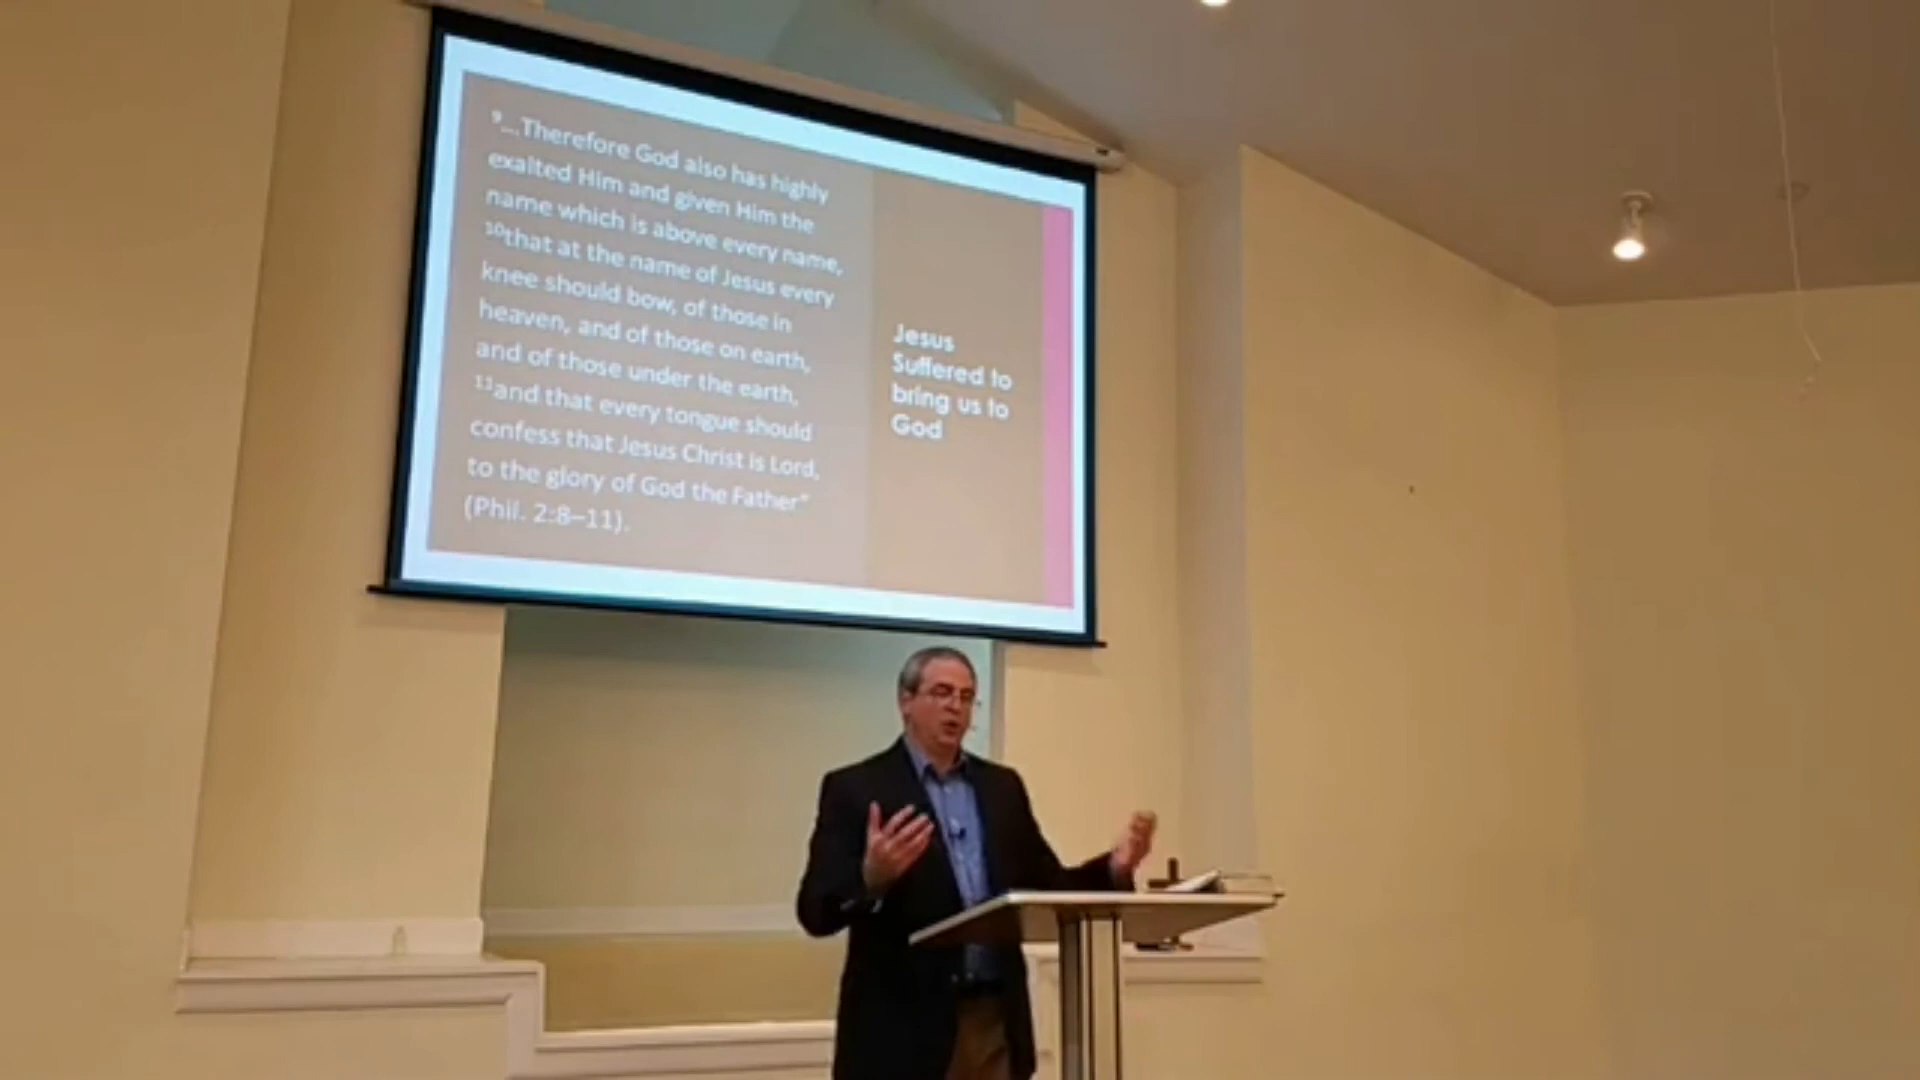 ⁹...Therefore God also has highly
exalted Him and given Him the
name which is above every name,
¹⁰that at the name of Jesus every
knee should bow, of those in
heaven, and of those on earth,
and of those under the earth,
¹¹and that every tongue should
confess that Jesus Christ is Lord,
to the glory of God the Father”
(Phil. 2:8–11).
Jesus
Suffered to
bring us to
God